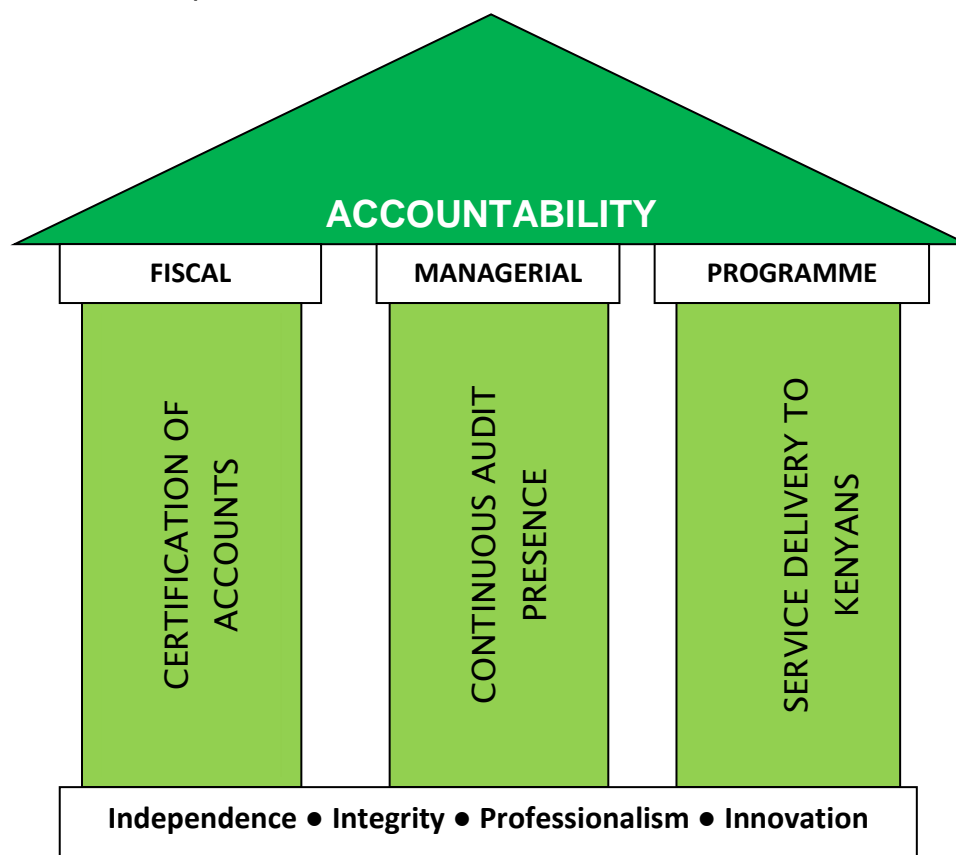 ACCOUNTABILITY
FISCAL
MANAGERIAL
PROGRAMME
CERTIFICATION OF
ACCOUNTS
CONTINUOUS AUDIT
PRESENCE
SERVICE DELIVERY TO
KENYANS
Independence ● Integrity ● Professionalism ● Innovation